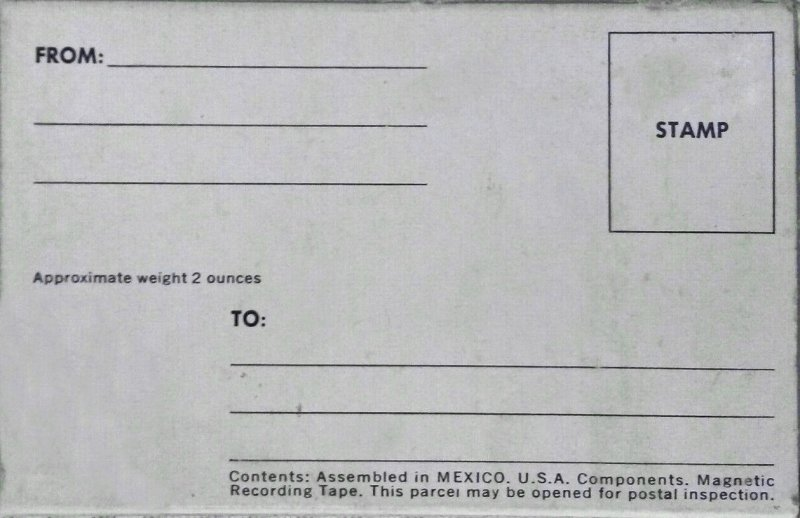 FROM:
STAMP
Approximate weight 2 ounces
TO:
Contents: Assembled in MEXICO. U.S.A. Components. Magnetic
Recording Tape. This parcel may be opened for postal inspection.